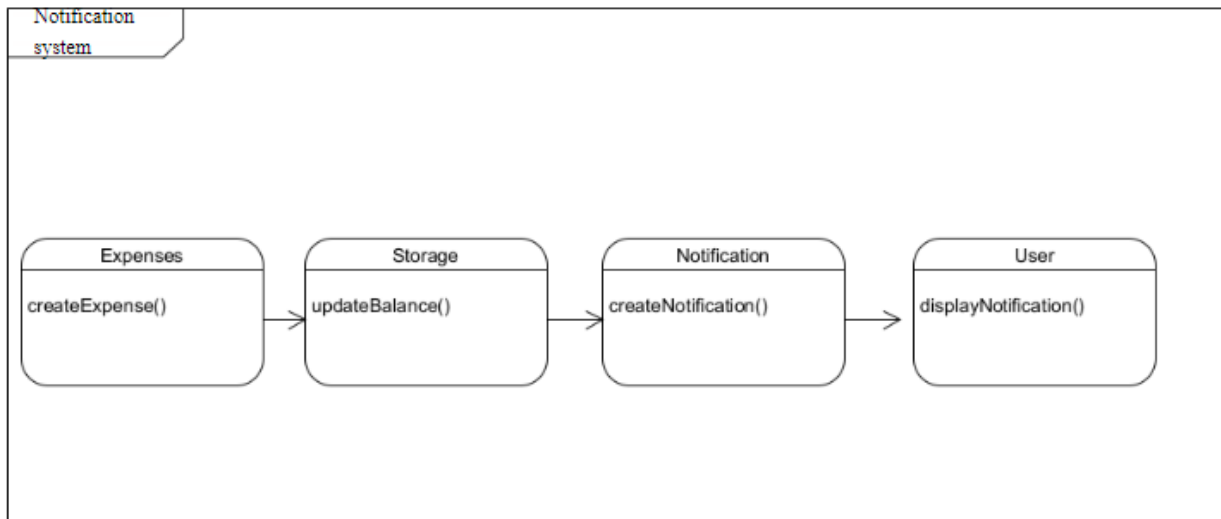 Notification
system
Expenses
createExpense()
Storage
updateBalance()
Notification
createNotification()
User
displayNotification()